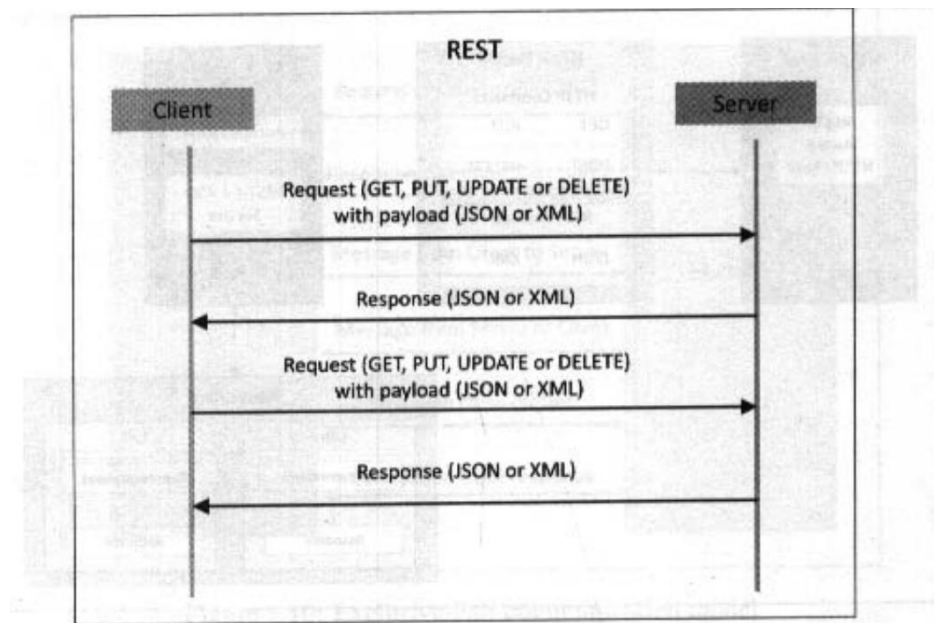 REST
Client
Server
Request (GET, PUT, UPDATE or DELETE)
with payload (JSON or XML)
Response (JSON or XML)
Request (GET, PUT, UPDATE or DELETE)
with payload (JSON or XML)
Response (JSON or XML)